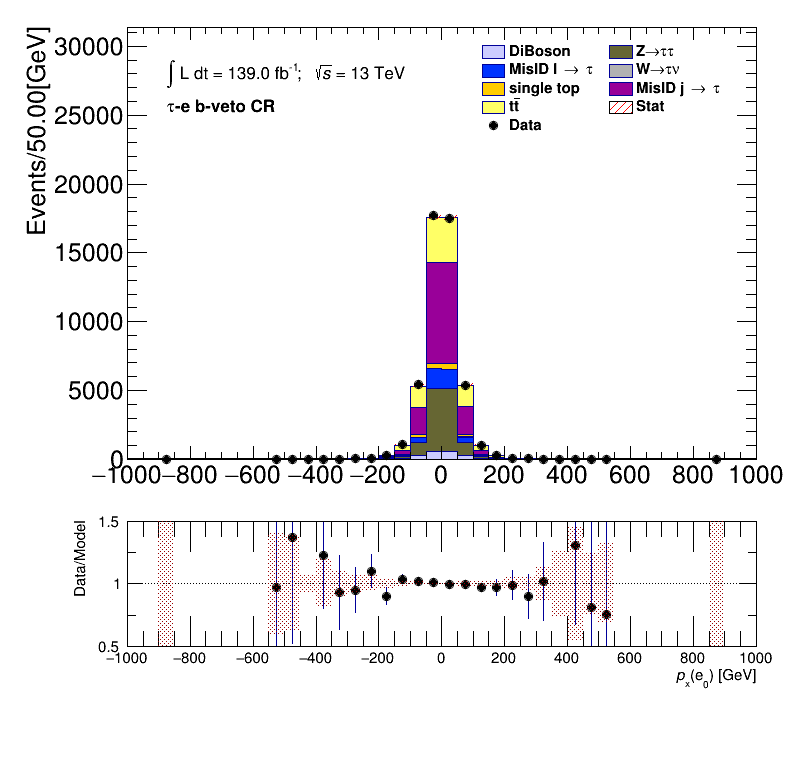 Events/50.00[GeV]
30000
25000
20000
15000
10000
5000
0
∫ L dt = 139.0 fb⁻¹; √s = 13 TeV
τ-e b-veto CR
DiBoson
MisID l → τ
single top
tt̄
Data
Z→ττ
W→τν
MisID j → τ
Stat
−1000 −800 −600 −400 −200 0 200 400 600 800 1000
Data/Model
1.5
1
0.5
−1000 −800 −600 −400 −200 0 200 400 600 800 1000
pₓ(e₀) [GeV]